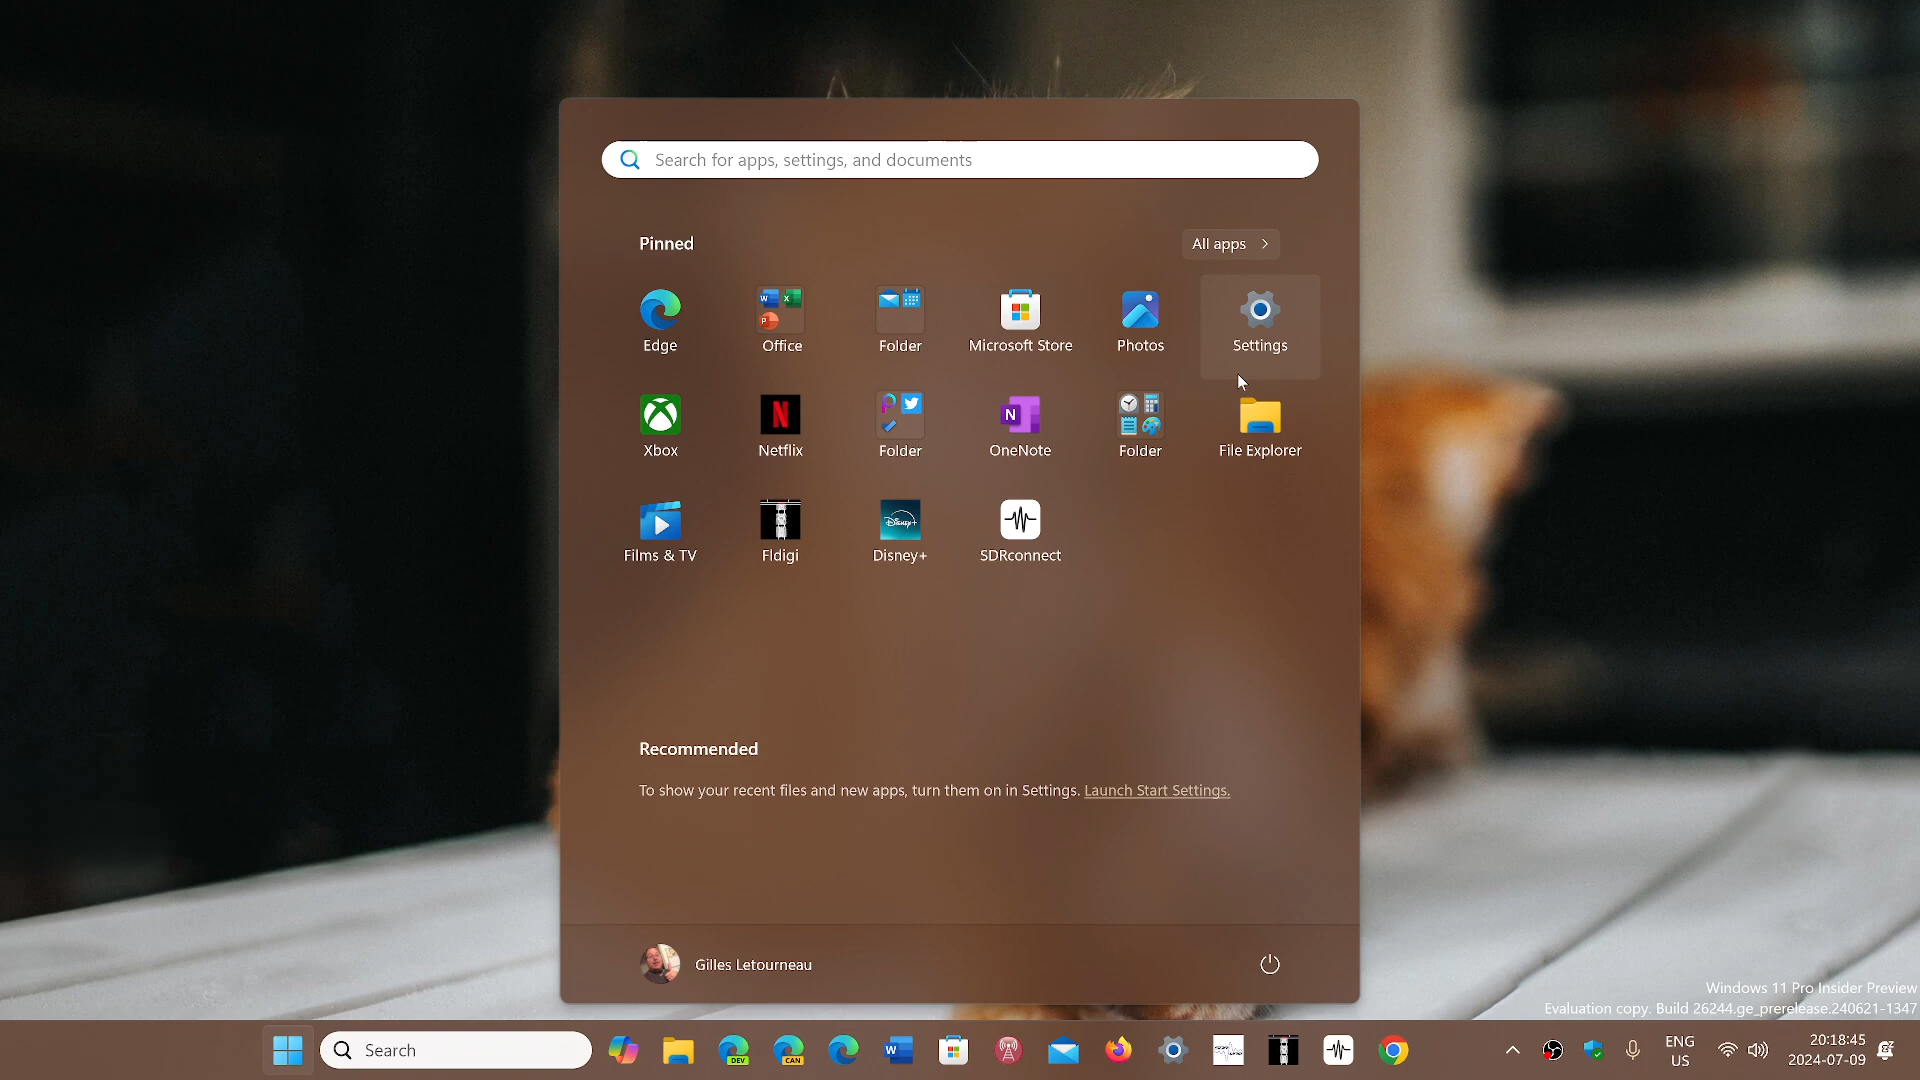 Search for apps, settings, and documents
Pinned
All apps
Edge
Office
Folder
Microsoft Store
Photos
Settings
Xbox
Netflix
Folder
OneNote
Folder
File Explorer
Films & TV
Fldigi
Disney+
SDRconnect
Recommended
To show your recent files and new apps, turn them on in Settings. Launch Start Settings.
Gilles Letourneau
Windows 11 Pro Insider Preview
Evaluation copy. Build 26244.ge_prerelease.240621-1347
Search
DEV
CAN
ENG
US
20:18:45
2024-07-09